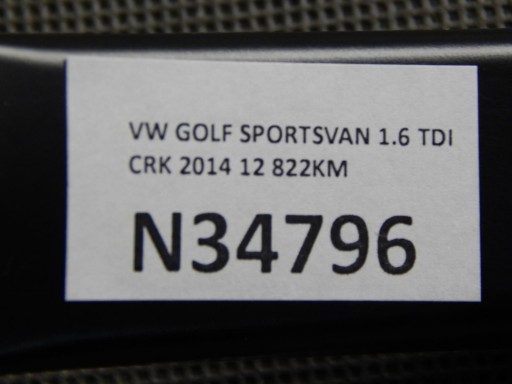 VW GOLF SPORTSVAN 1.6 TDI
CRK 2014 12 822KM
N34796